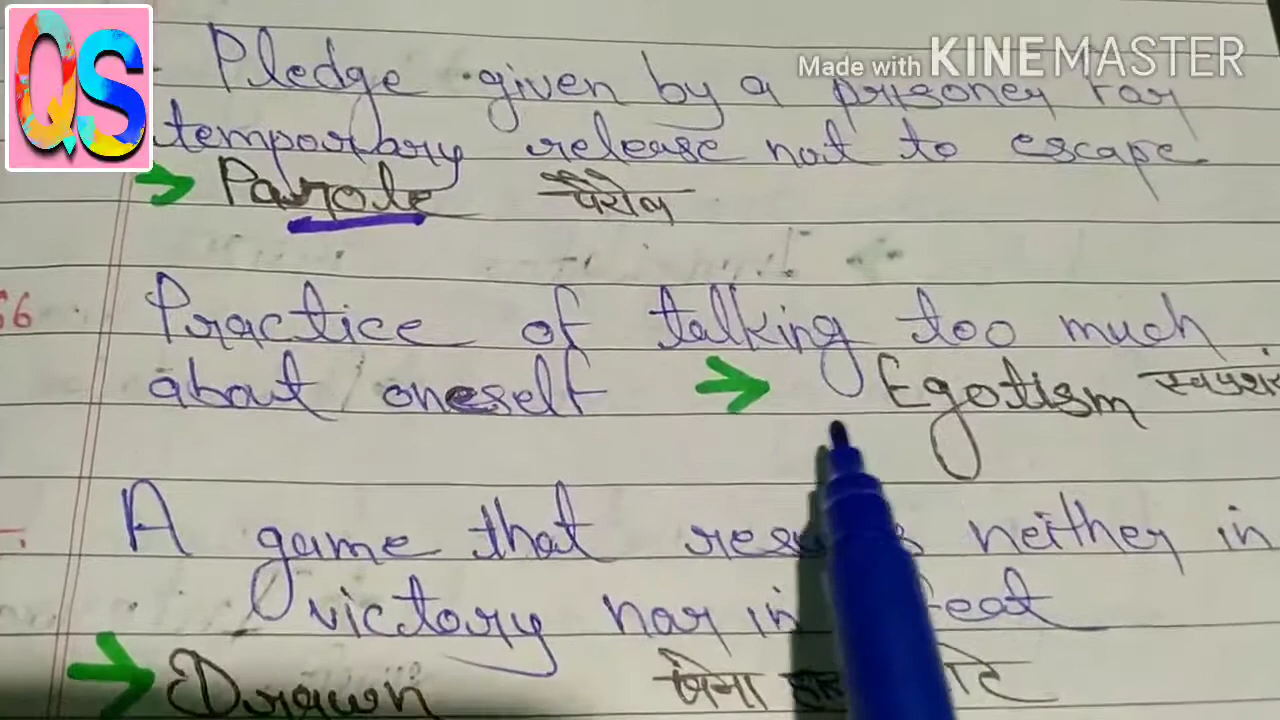 QS
Made with KINEMASTER
Pledge given by a prisoner for
temporary release not to escape
→ Parole पैरोल
66
Practice of talking too much
about oneself → Egotism
A game that neither in
victory nor in
→ Drawn बिना